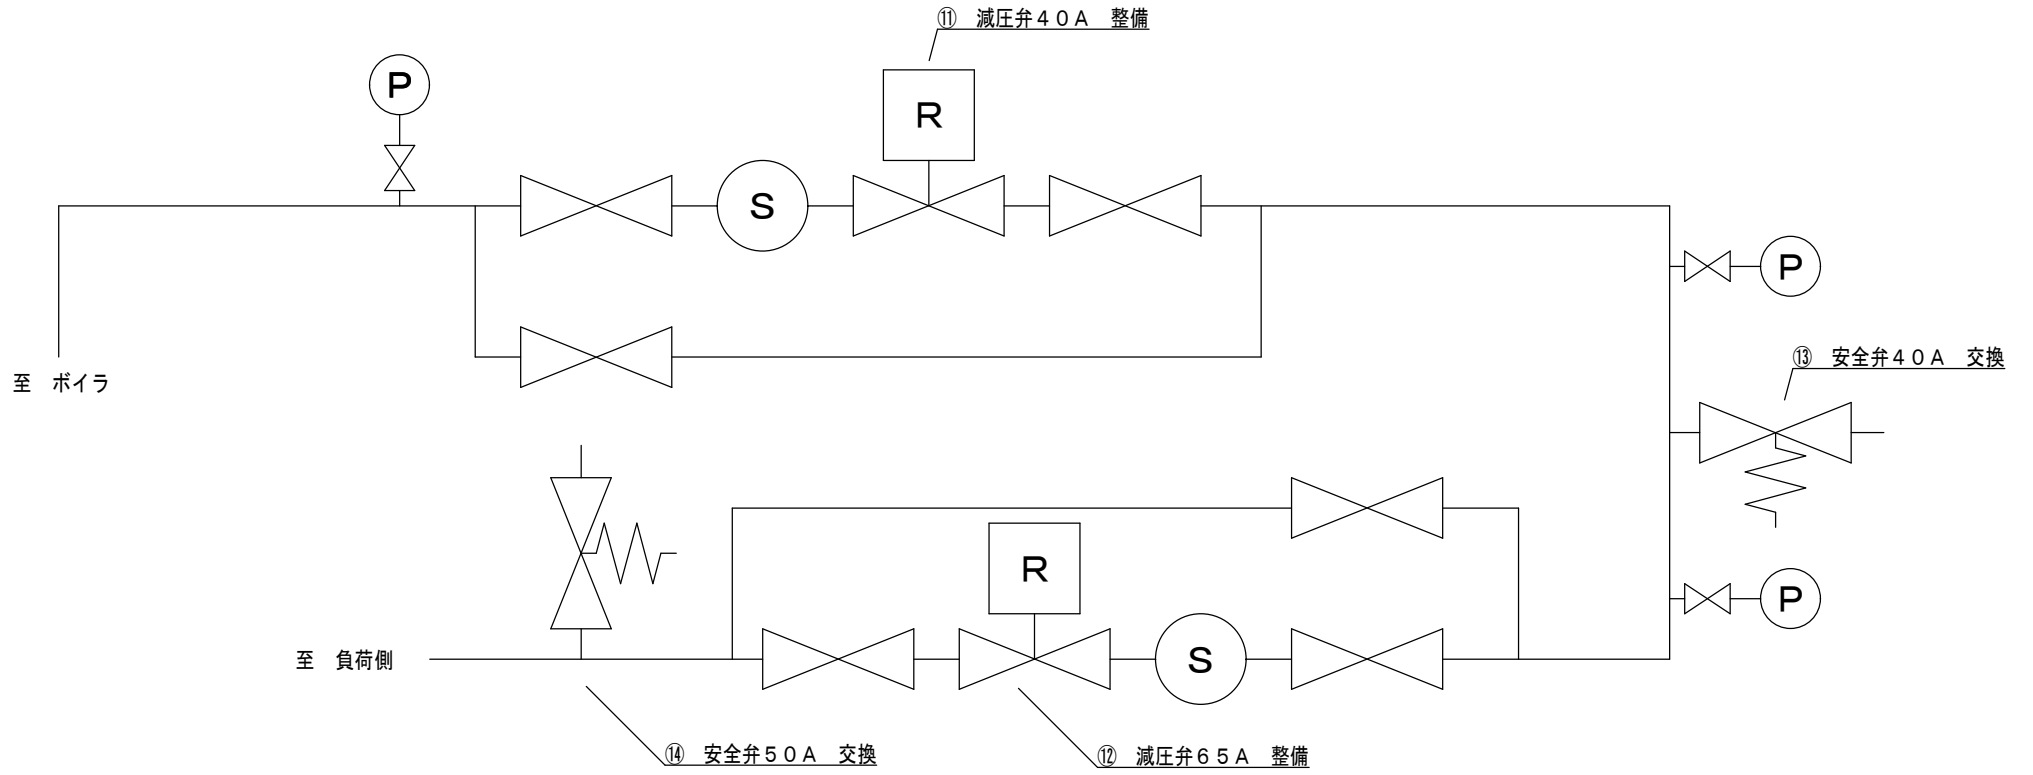 ⑪　減圧弁４０Ａ　整備
P
R
S
P
⑬　安全弁４０Ａ　交換
至　ボイラ
R
P
S
至　負荷側
⑭　安全弁５０Ａ　交換
⑫　減圧弁６５Ａ　整備